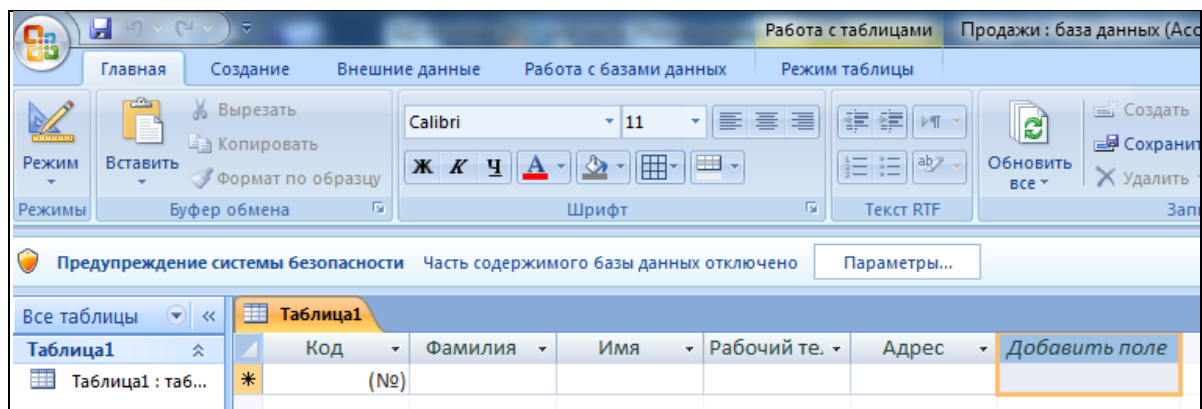 Работа с таблицами Продажи : база данных (Acc
Главная Создание Внешние данные Работа с базами данных Режим таблицы
Вырезать Calibri 11 Создать
Копировать Сохранит
Режим Вставить Формат по образцу Ж К Ч А ab Обновить все Удалить
Режимы Буфер обмена Шрифт Текст RTF Запи
Предупреждение системы безопасности Часть содержимого базы данных отключено Параметры...
Все таблицы « Таблица1
Таблица1 Код Фамилия Имя Рабочий те. Адрес Добавить поле
Таблица1 : таб... * (№)